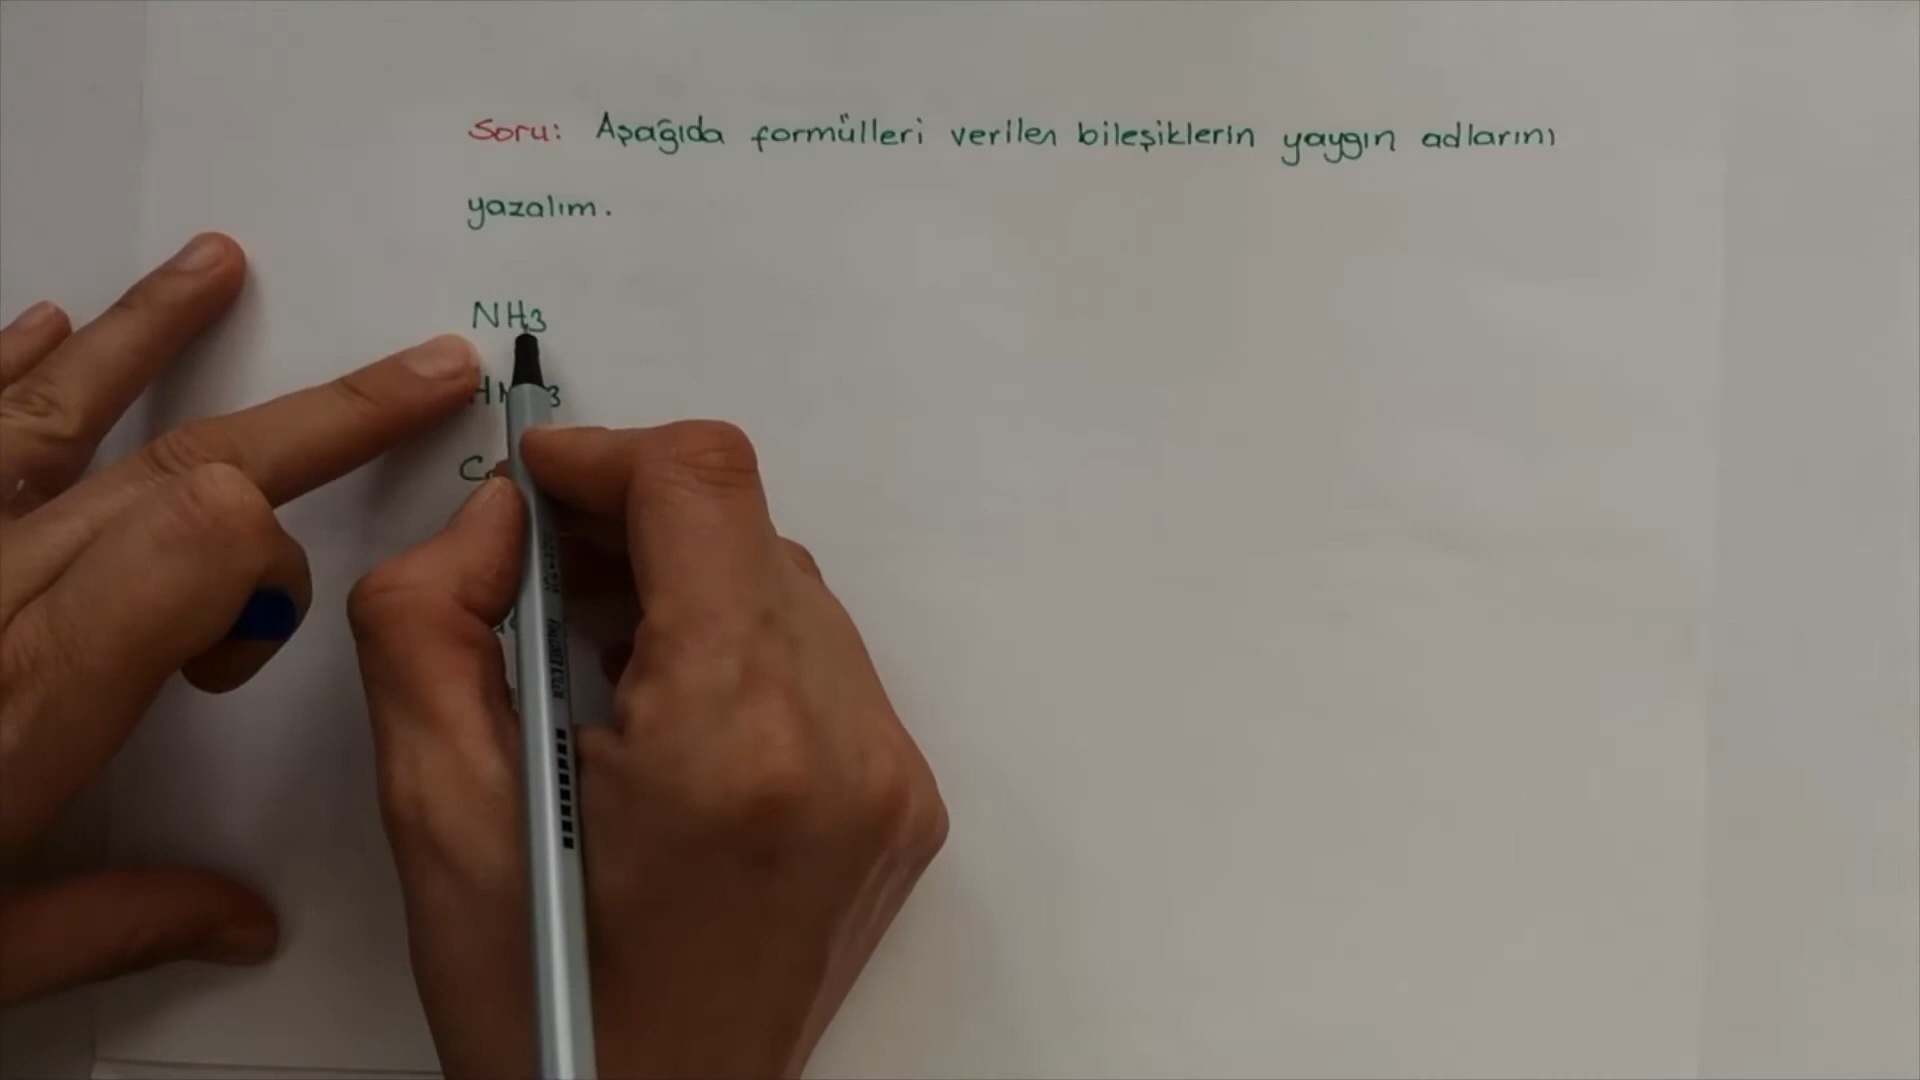 Soru: Aşağıda formülleri verilen bileşiklerin yaygın adlarını
yazalım.
NH3